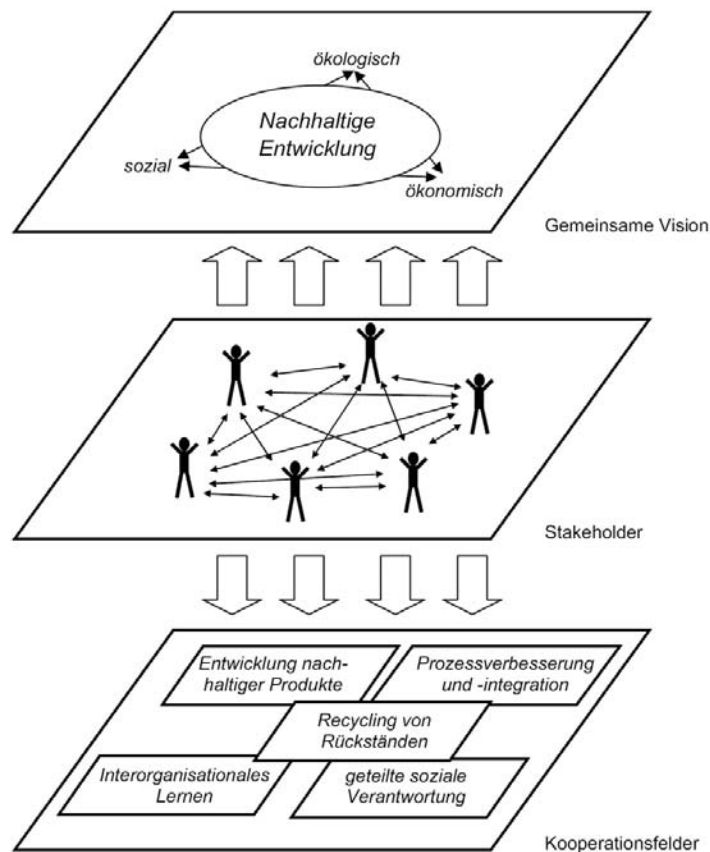 ökologisch
Nachhaltige
Entwicklung
sozial
ökonomisch
Gemeinsame Vision
Stakeholder
Entwicklung nach-
haltiger Produkte
Prozessverbesserung
und -integration
Recycling von
Rückständen
Interorganisationales
Lernen
geteilte soziale
Verantwortung
Kooperationsfelder